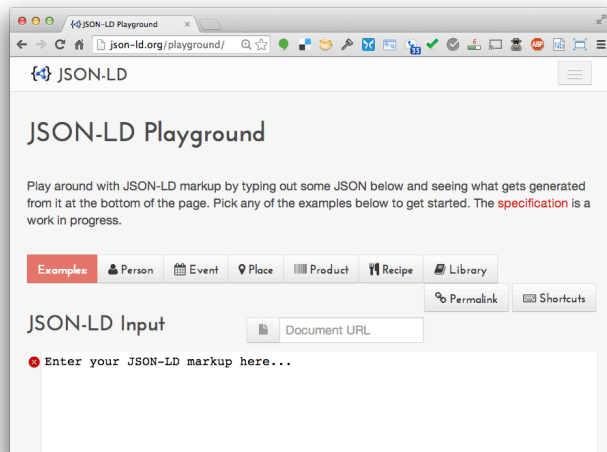 JSON-LD Playground
json-ld.org/playground/
33
ABP
JSON-LD
JSON-LD Playground
Play around with JSON-LD markup by typing out some JSON below and seeing what gets generated
from it at the bottom of the page. Pick any of the examples below to get started. The specification is a
work in progress.
Examples: Person Event Place Product Recipe Library
Permalink Shortcuts
JSON-LD Input Document URL
Enter your JSON-LD markup here...